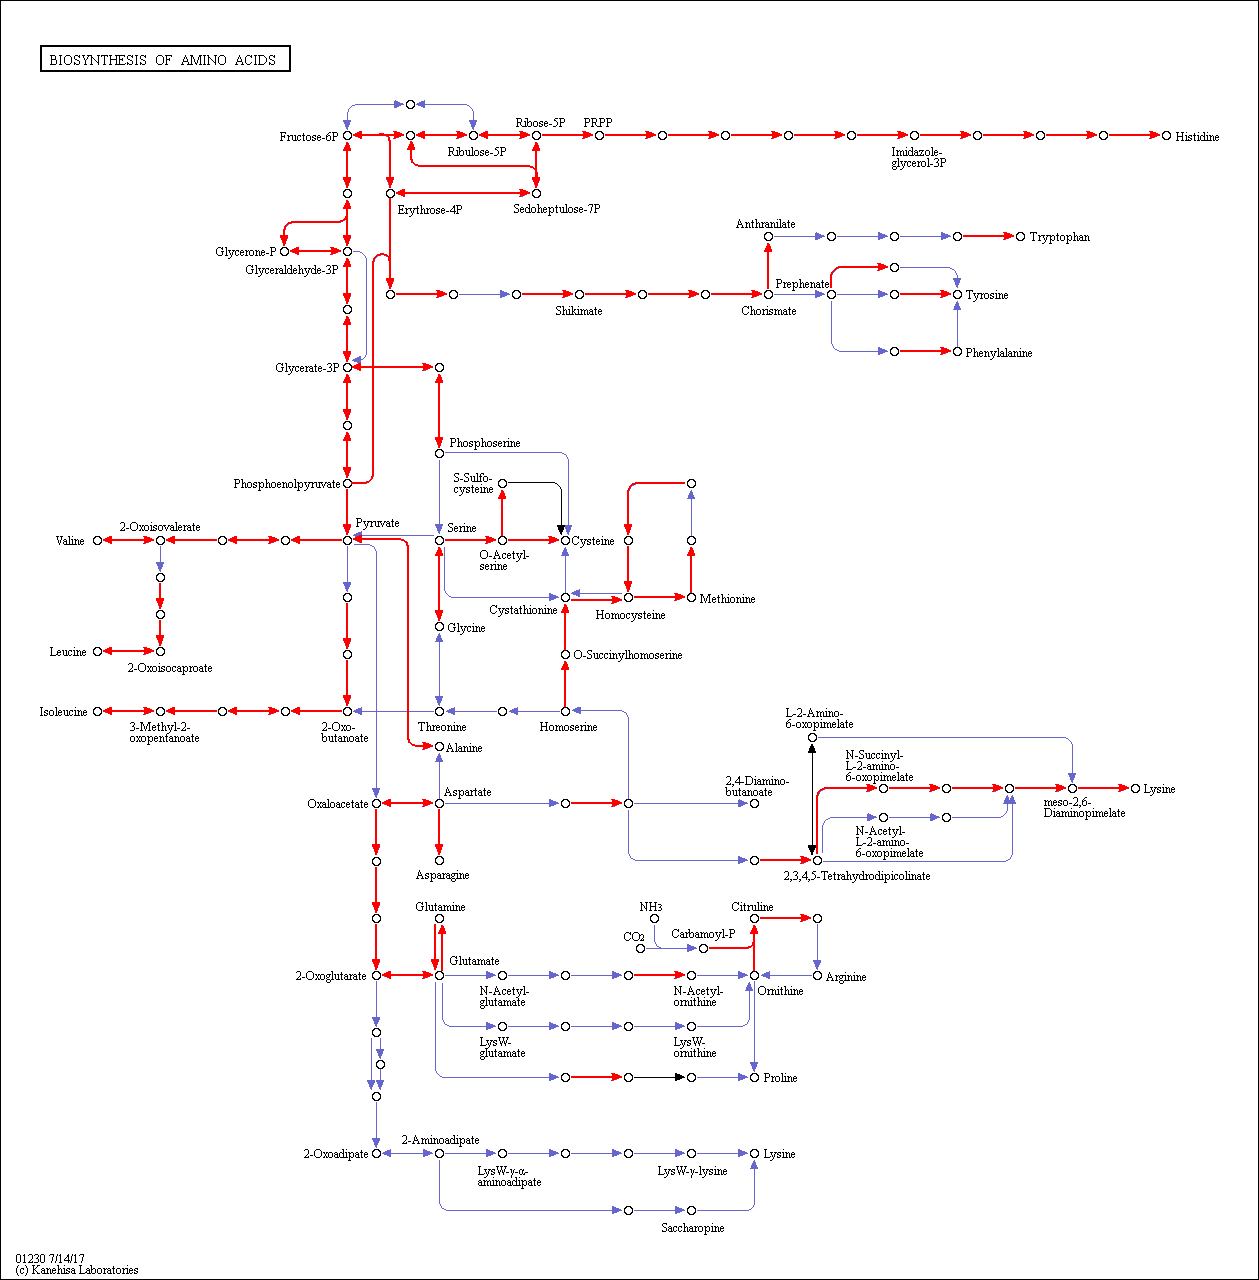 BIOSYNTHESIS OF AMINO ACIDS
Fructose-6P
Ribulose-5P
Ribose-5P
PRPP
Imidazole-
glycerol-3P
Histidine
Erythrose-4P
Sedoheptulose-7P
Glycerone-P
Glyceraldehyde-3P
Anthranilate
Tryptophan
Prephenate
Shikimate
Chorismate
Tyrosine
Phenylalanine
Glycerate-3P
Phosphoserine
Phosphoenolpyruvate
S-Sulfo-
cysteine
2-Oxoisovalerate
Valine
Pyruvate
Serine
O-Acetyl-
serine
Cysteine
Cystathionine
Homocysteine
Methionine
Glycine
Leucine
2-Oxoisocaproate
O-Succinylhomoserine
Isoleucine
3-Methyl-2-
oxopentanoate
2-Oxo-
butanoate
Threonine
Homoserine
Alanine
L-2-Amino-
6-oxopimelate
N-Succinyl-
L-2-amino-
6-oxopimelate
2,4-Diamino-
butanoate
Oxaloacetate
Aspartate
meso-2,6-
Diaminopimelate
Lysine
N-Acetyl-
L-2-amino-
6-oxopimelate
Asparagine
2,3,4,5-Tetrahydrodipicolinate
Glutamine
NH3
CO2
Carbamoyl-P
Citruline
2-Oxoglutarate
Glutamate
N-Acetyl-
glutamate
N-Acetyl-
ornithine
Ornithine
Arginine
LysW-
glutamate
LysW-
ornithine
Proline
2-Oxoadipate
2-Aminoadipate
LysW-γ-α-
aminoadipate
LysW-γ-lysine
Lysine
Saccharopine
01230 7/14/17
(c) Kanehisa Laboratories